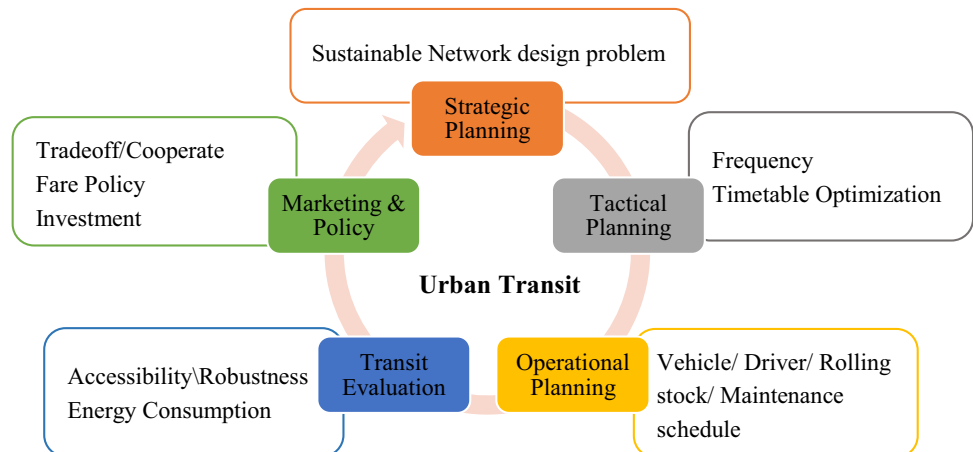 Sustainable Network design problem
Strategic
Planning
Tradeoff/Cooperate
Fare Policy
Investment
Marketing &
Policy
Tactical
Planning
Frequency
Timetable Optimization
Urban Transit
Accessibility\Robustness
Energy Consumption
Transit
Evaluation
Operational
Planning
Vehicle/ Driver/ Rolling
stock/ Maintenance
schedule